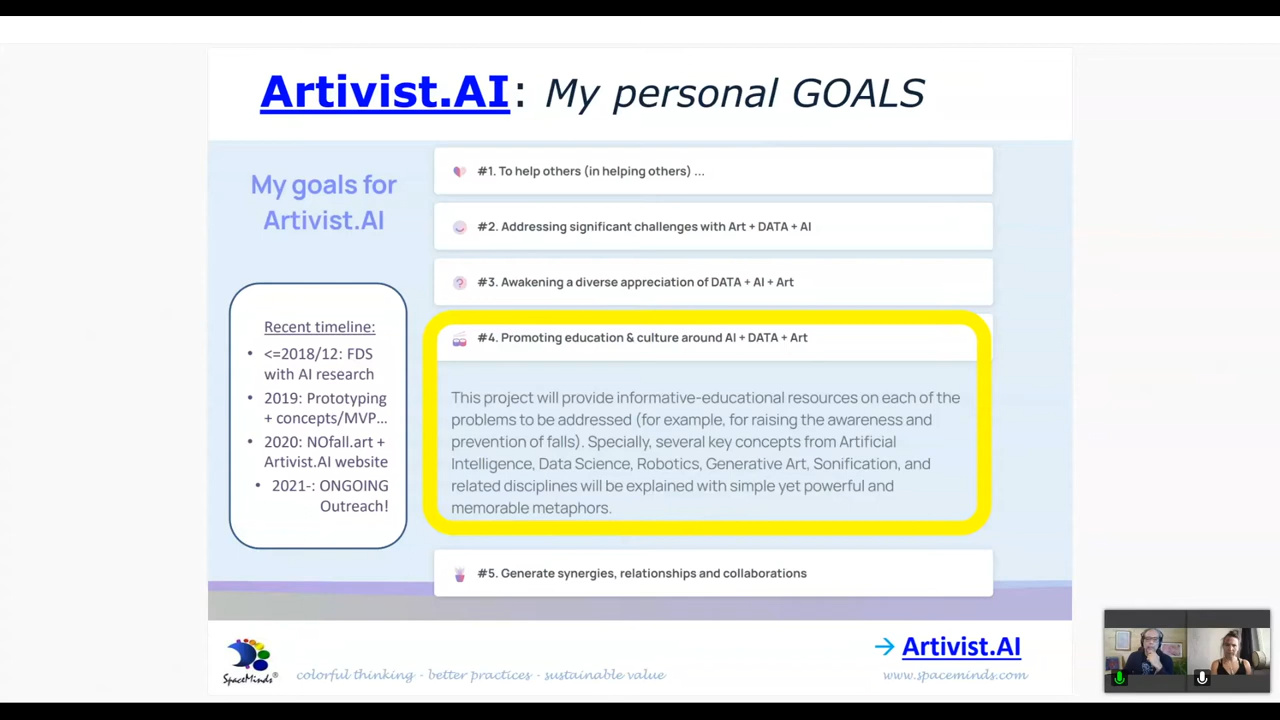 Artivist.AI: My personal GOALS
My goals for
Artivist.AI
Recent timeline:
• <=2018/12: FDS
with AI research
• 2019: Prototyping
+ concepts/MVP...
• 2020: NOfall.art +
Artivist.AI website
• 2021-: ONGOING
Outreach!
#1. To help others (in helping others) ...
#2. Addressing significant challenges with Art + DATA + AI
#3. Awakening a diverse appreciation of DATA + AI + Art
#4. Promoting education & culture around AI + DATA + Art
This project will provide informative-educational resources on each of the
problems to be addressed (for example, for raising the awareness and
prevention of falls). Specially, several key concepts from Artificial
Intelligence, Data Science, Robotics, Generative Art, Sonification, and
related disciplines will be explained with simple yet powerful and
memorable metaphors.
#5. Generate synergies, relationships and collaborations
SpaceMinds®
colorful thinking · better practices · sustainable value
→ Artivist.AI
www.spaceminds.com